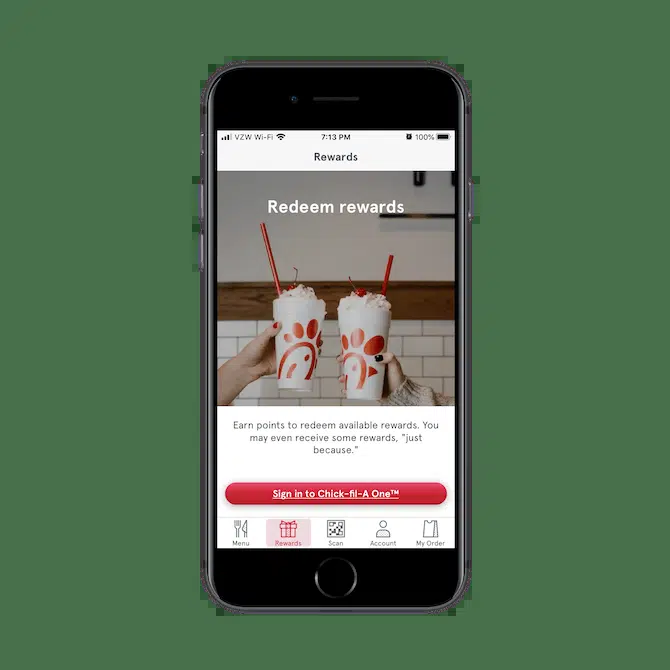 VZW Wi-Fi 7:13 PM 100%
Rewards
Redeem rewards
Earn points to redeem available rewards. You
may even receive some rewards, "just
because."
Sign in to Chick-fil-A One™
Menu Rewards Scan Account My Order